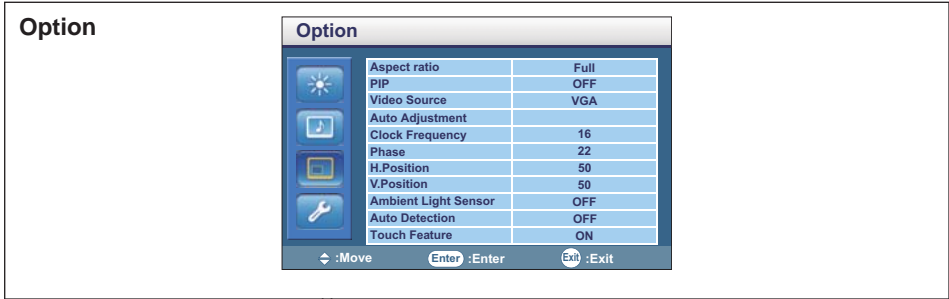 Option
Option
Aspect ratio Full
PIP OFF
Video Source VGA
Auto Adjustment
Clock Frequency 16
Phase 22
H.Position 50
V.Position 50
Ambient Light Sensor OFF
Auto Detection OFF
Touch Feature ON
:Move Enter :Enter Exit :Exit